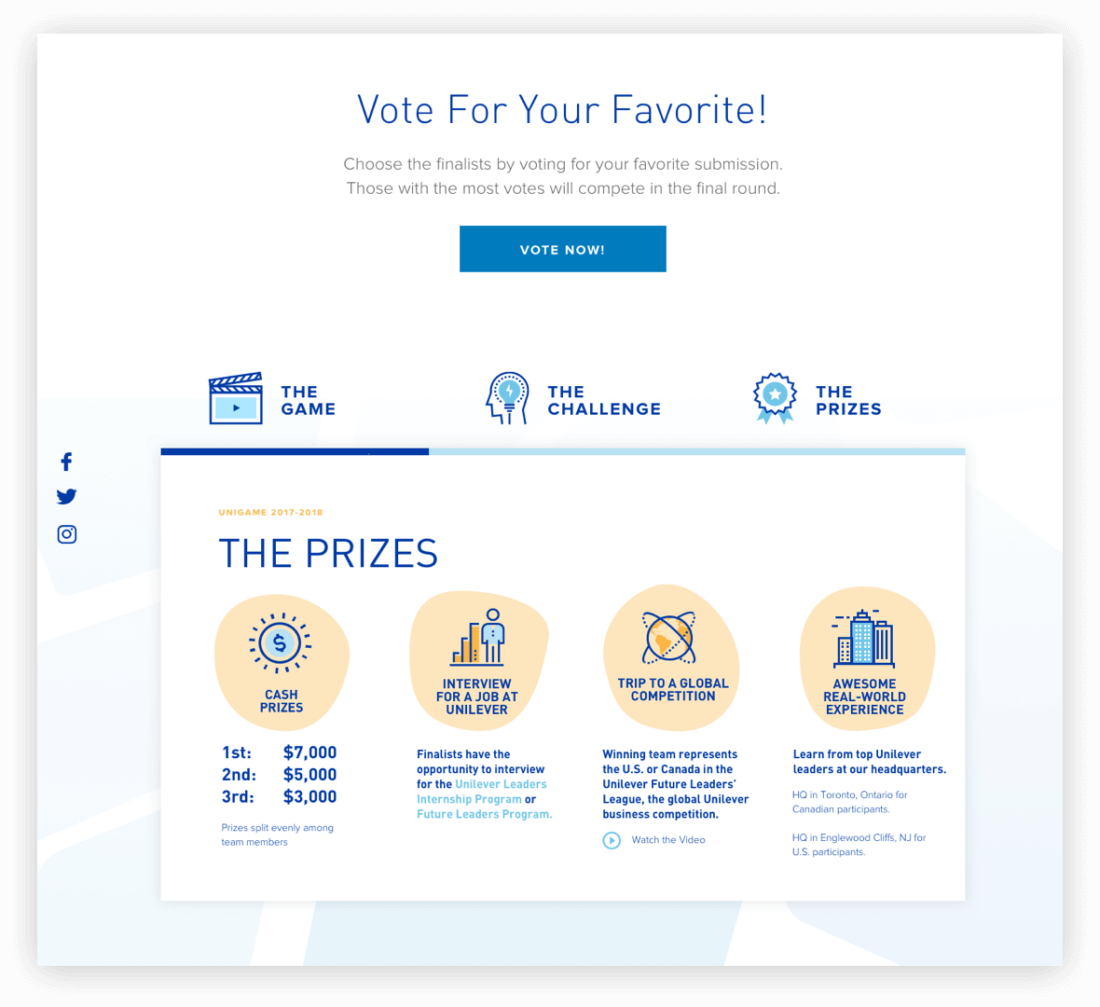 Vote For Your Favorite!
Choose the finalists by voting for your favorite submission.
Those with the most votes will compete in the final round.
VOTE NOW!
THE
GAME
THE
CHALLENGE
THE
PRIZES
UNIGAME 2017-2018
THE PRIZES
$
CASH
PRIZES
1st: $7,000
2nd: $5,000
3rd: $3,000
Prizes split evenly among
team members
INTERVIEW
FOR A JOB AT
UNILEVER
Finalists have the
opportunity to interview
for the Unilever Leaders
Internship Program or
Future Leaders Program.
TRIP TO A GLOBAL
COMPETITION
Winning team represents
the U.S. or Canada in the
Unilever Future Leaders'
League, the global Unilever
business competition.
Watch the Video
AWESOME
REAL-WORLD
EXPERIENCE
Learn from top Unilever
leaders at our headquarters.
HQ in Toronto, Ontario for
Canadian participants.
HQ in Englewood Cliffs, NJ for
U.S. participants.